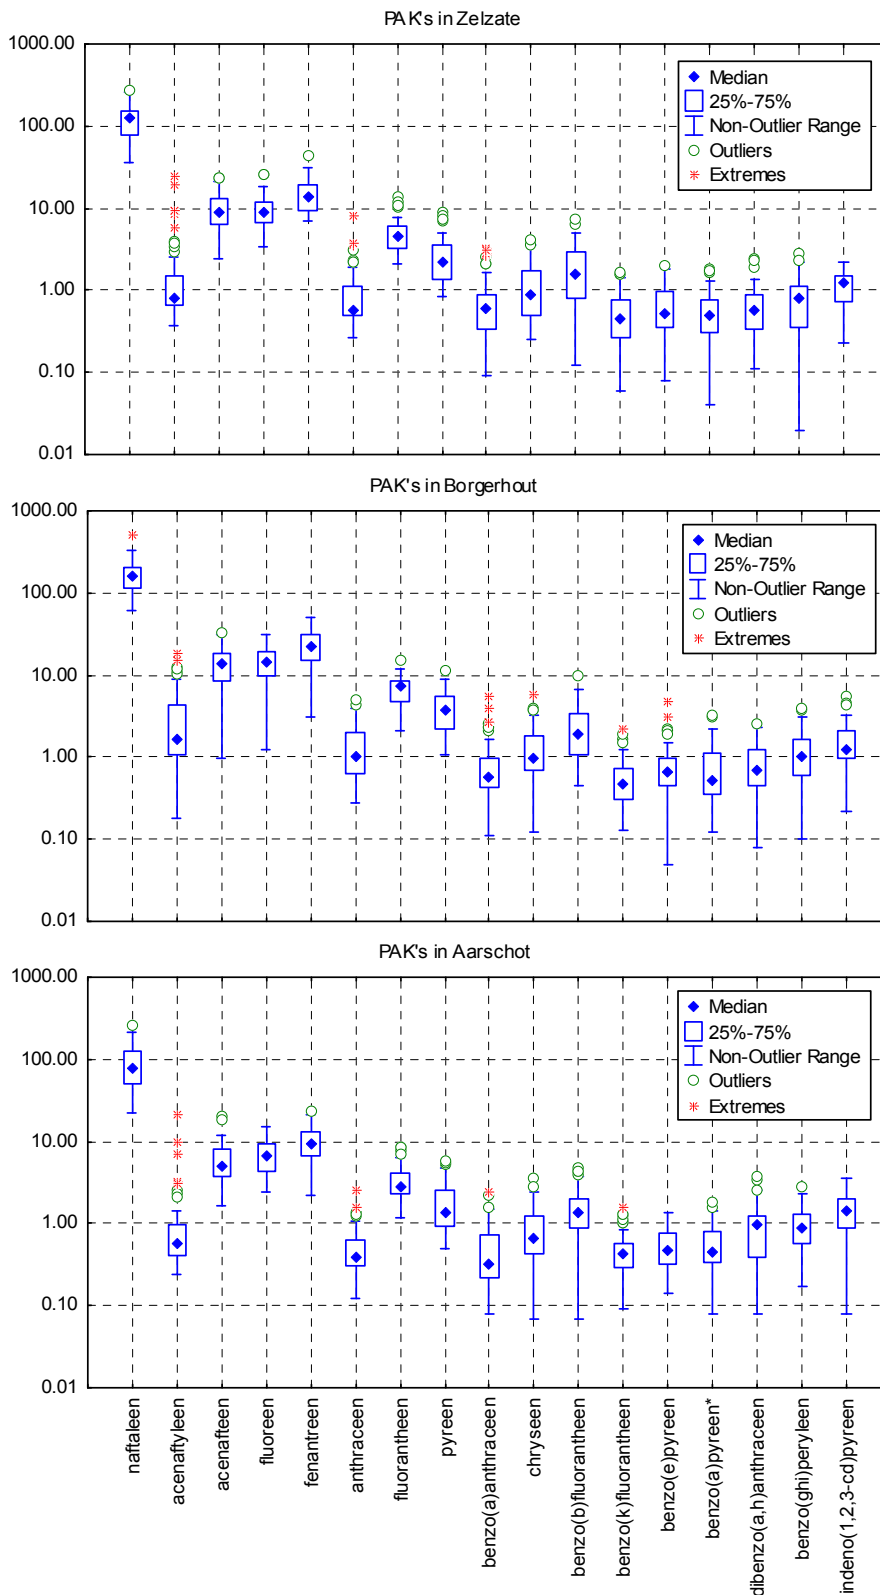 PAK's in Zelzate
1000.00
100.00
10.00
1.00
0.10
0.01
Median
25%-75%
Non-Outlier Range
Outliers
Extremes
PAK's in Borgerhout
1000.00
100.00
10.00
1.00
0.10
0.01
Median
25%-75%
Non-Outlier Range
Outliers
Extremes
PAK's in Aarschot
1000.00
100.00
10.00
1.00
0.10
0.01
Median
25%-75%
Non-Outlier Range
Outliers
Extremes
naftaleen
acenaftyleen
acenafteen
fluoreen
fenantreen
anthraceen
fluorantheen
pyreen
benzo(a)anthraceen
chryseen
benzo(b)fluorantheen
benzo(k)fluorantheen
benzo(e)pyreen
benzo(a)pyreen*
dibenzo(a,h)anthraceen
benzo(ghi)peryleen
indeno(1,2,3-cd)pyreen